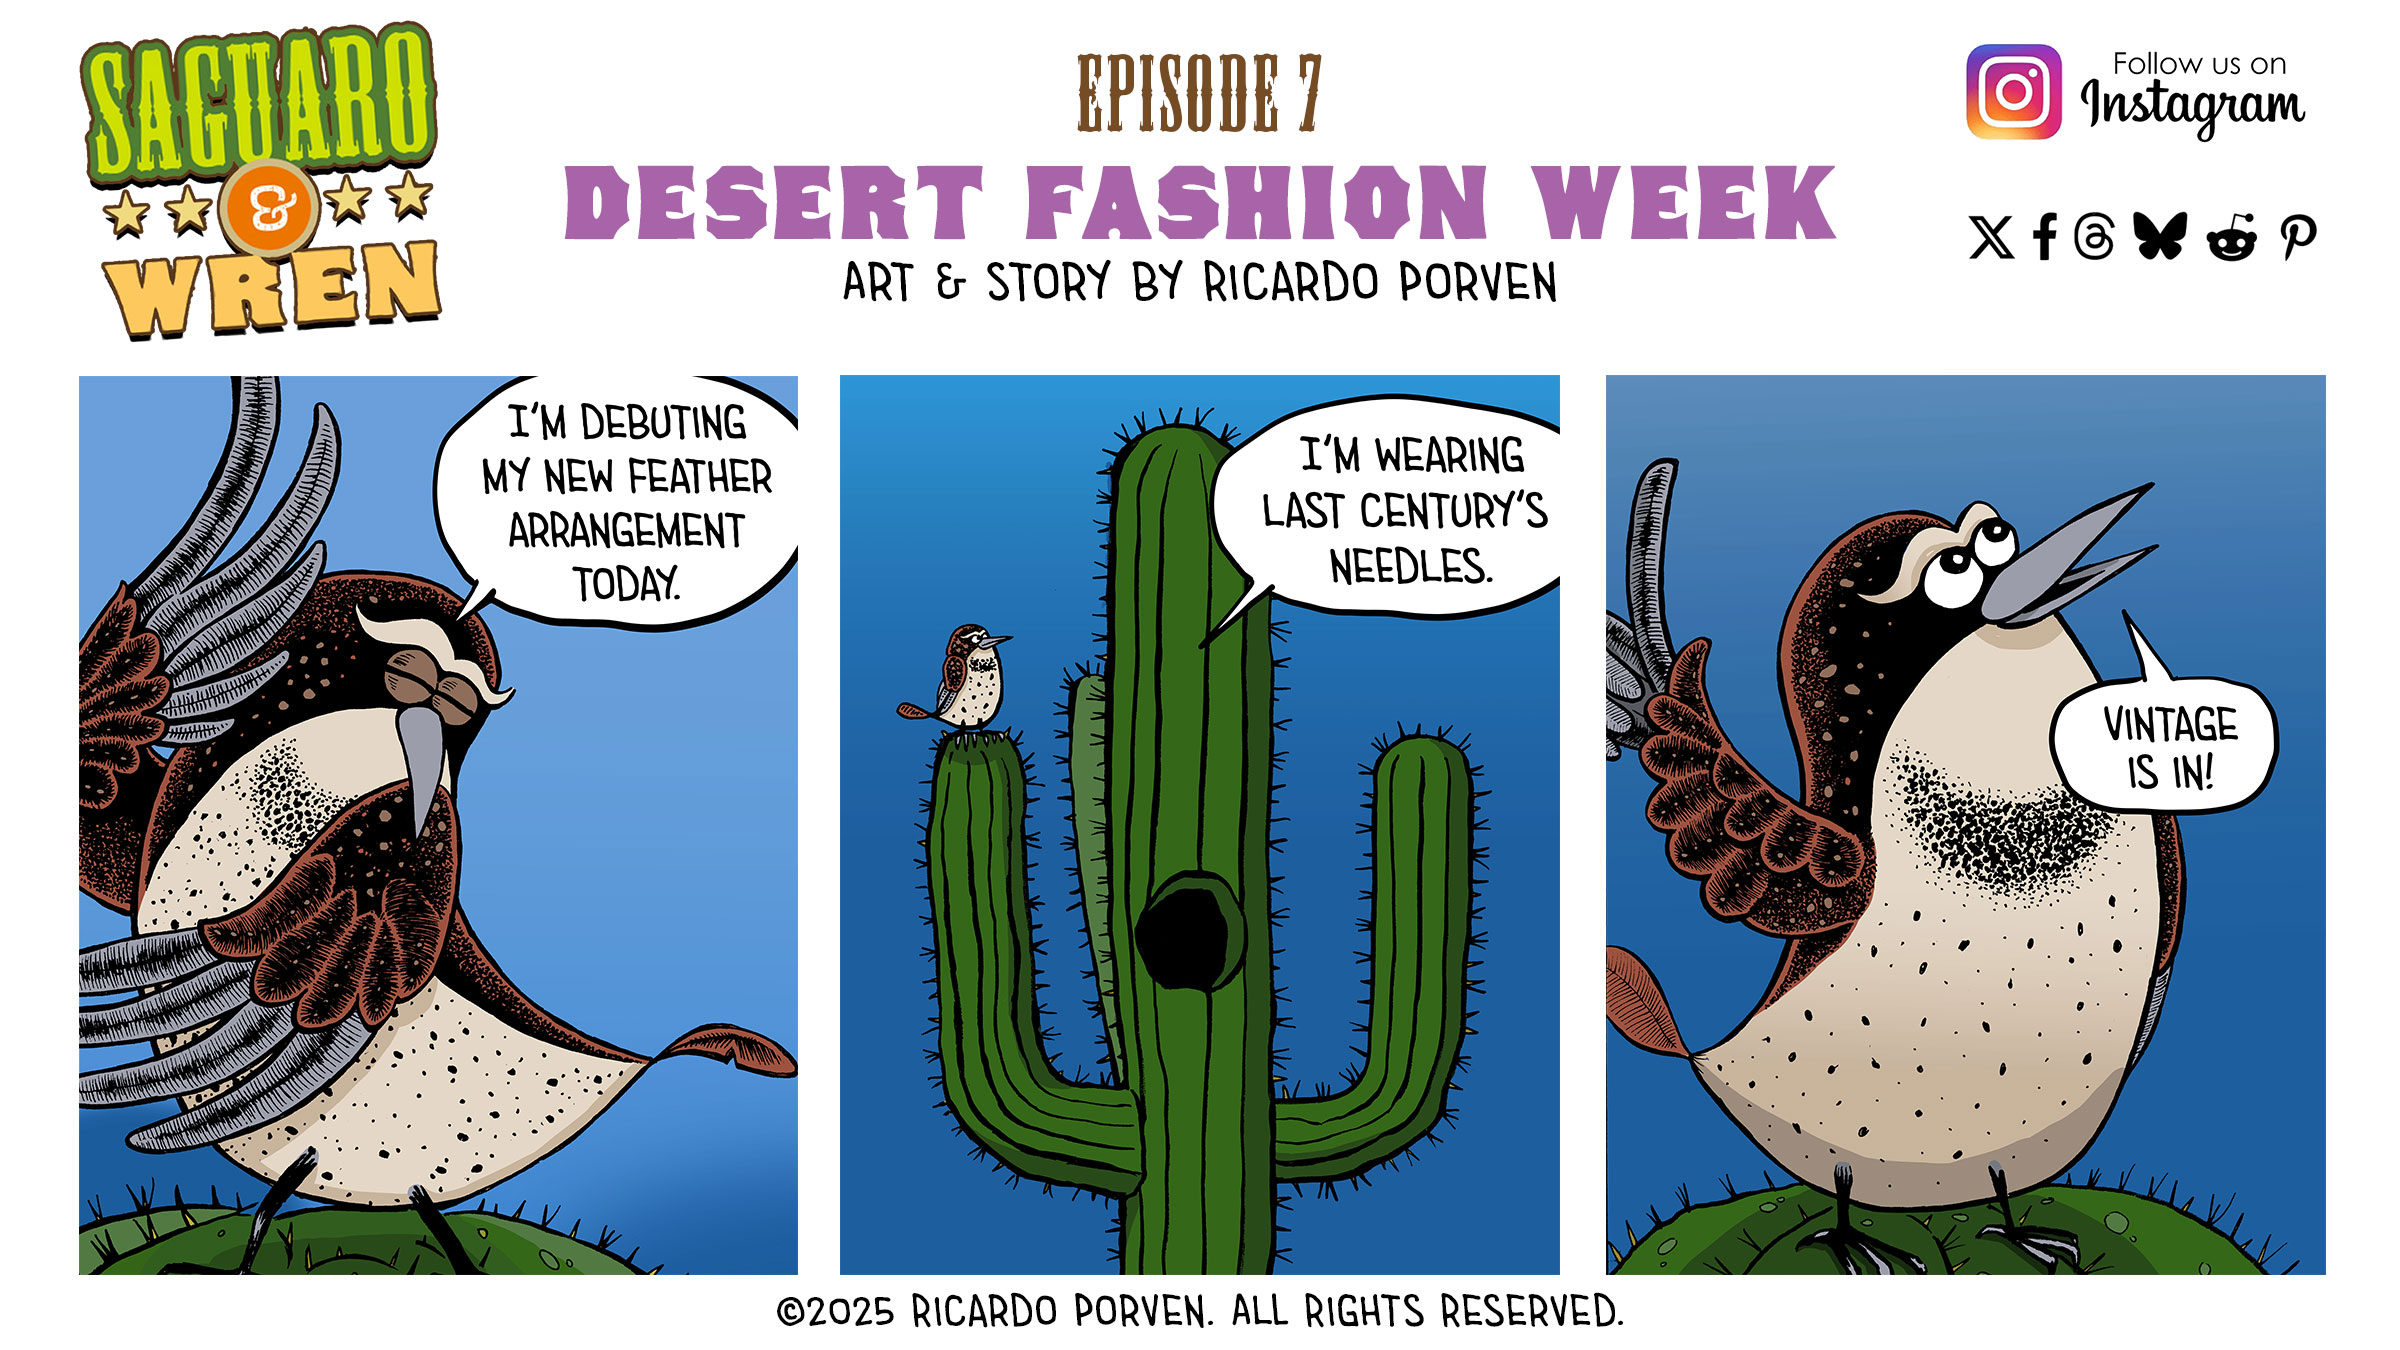 SAGUARO
&
WREN
EPISODE 7
DESERT FASHION WEEK
ART & STORY BY RICARDO PORVEN
Follow us on
Instagram
I'M DEBUTING
MY NEW FEATHER
ARRANGEMENT
TODAY.
I'M WEARING
LAST CENTURY'S
NEEDLES.
VINTAGE
IS IN!
©2025 RICARDO PORVEN. ALL RIGHTS RESERVED.